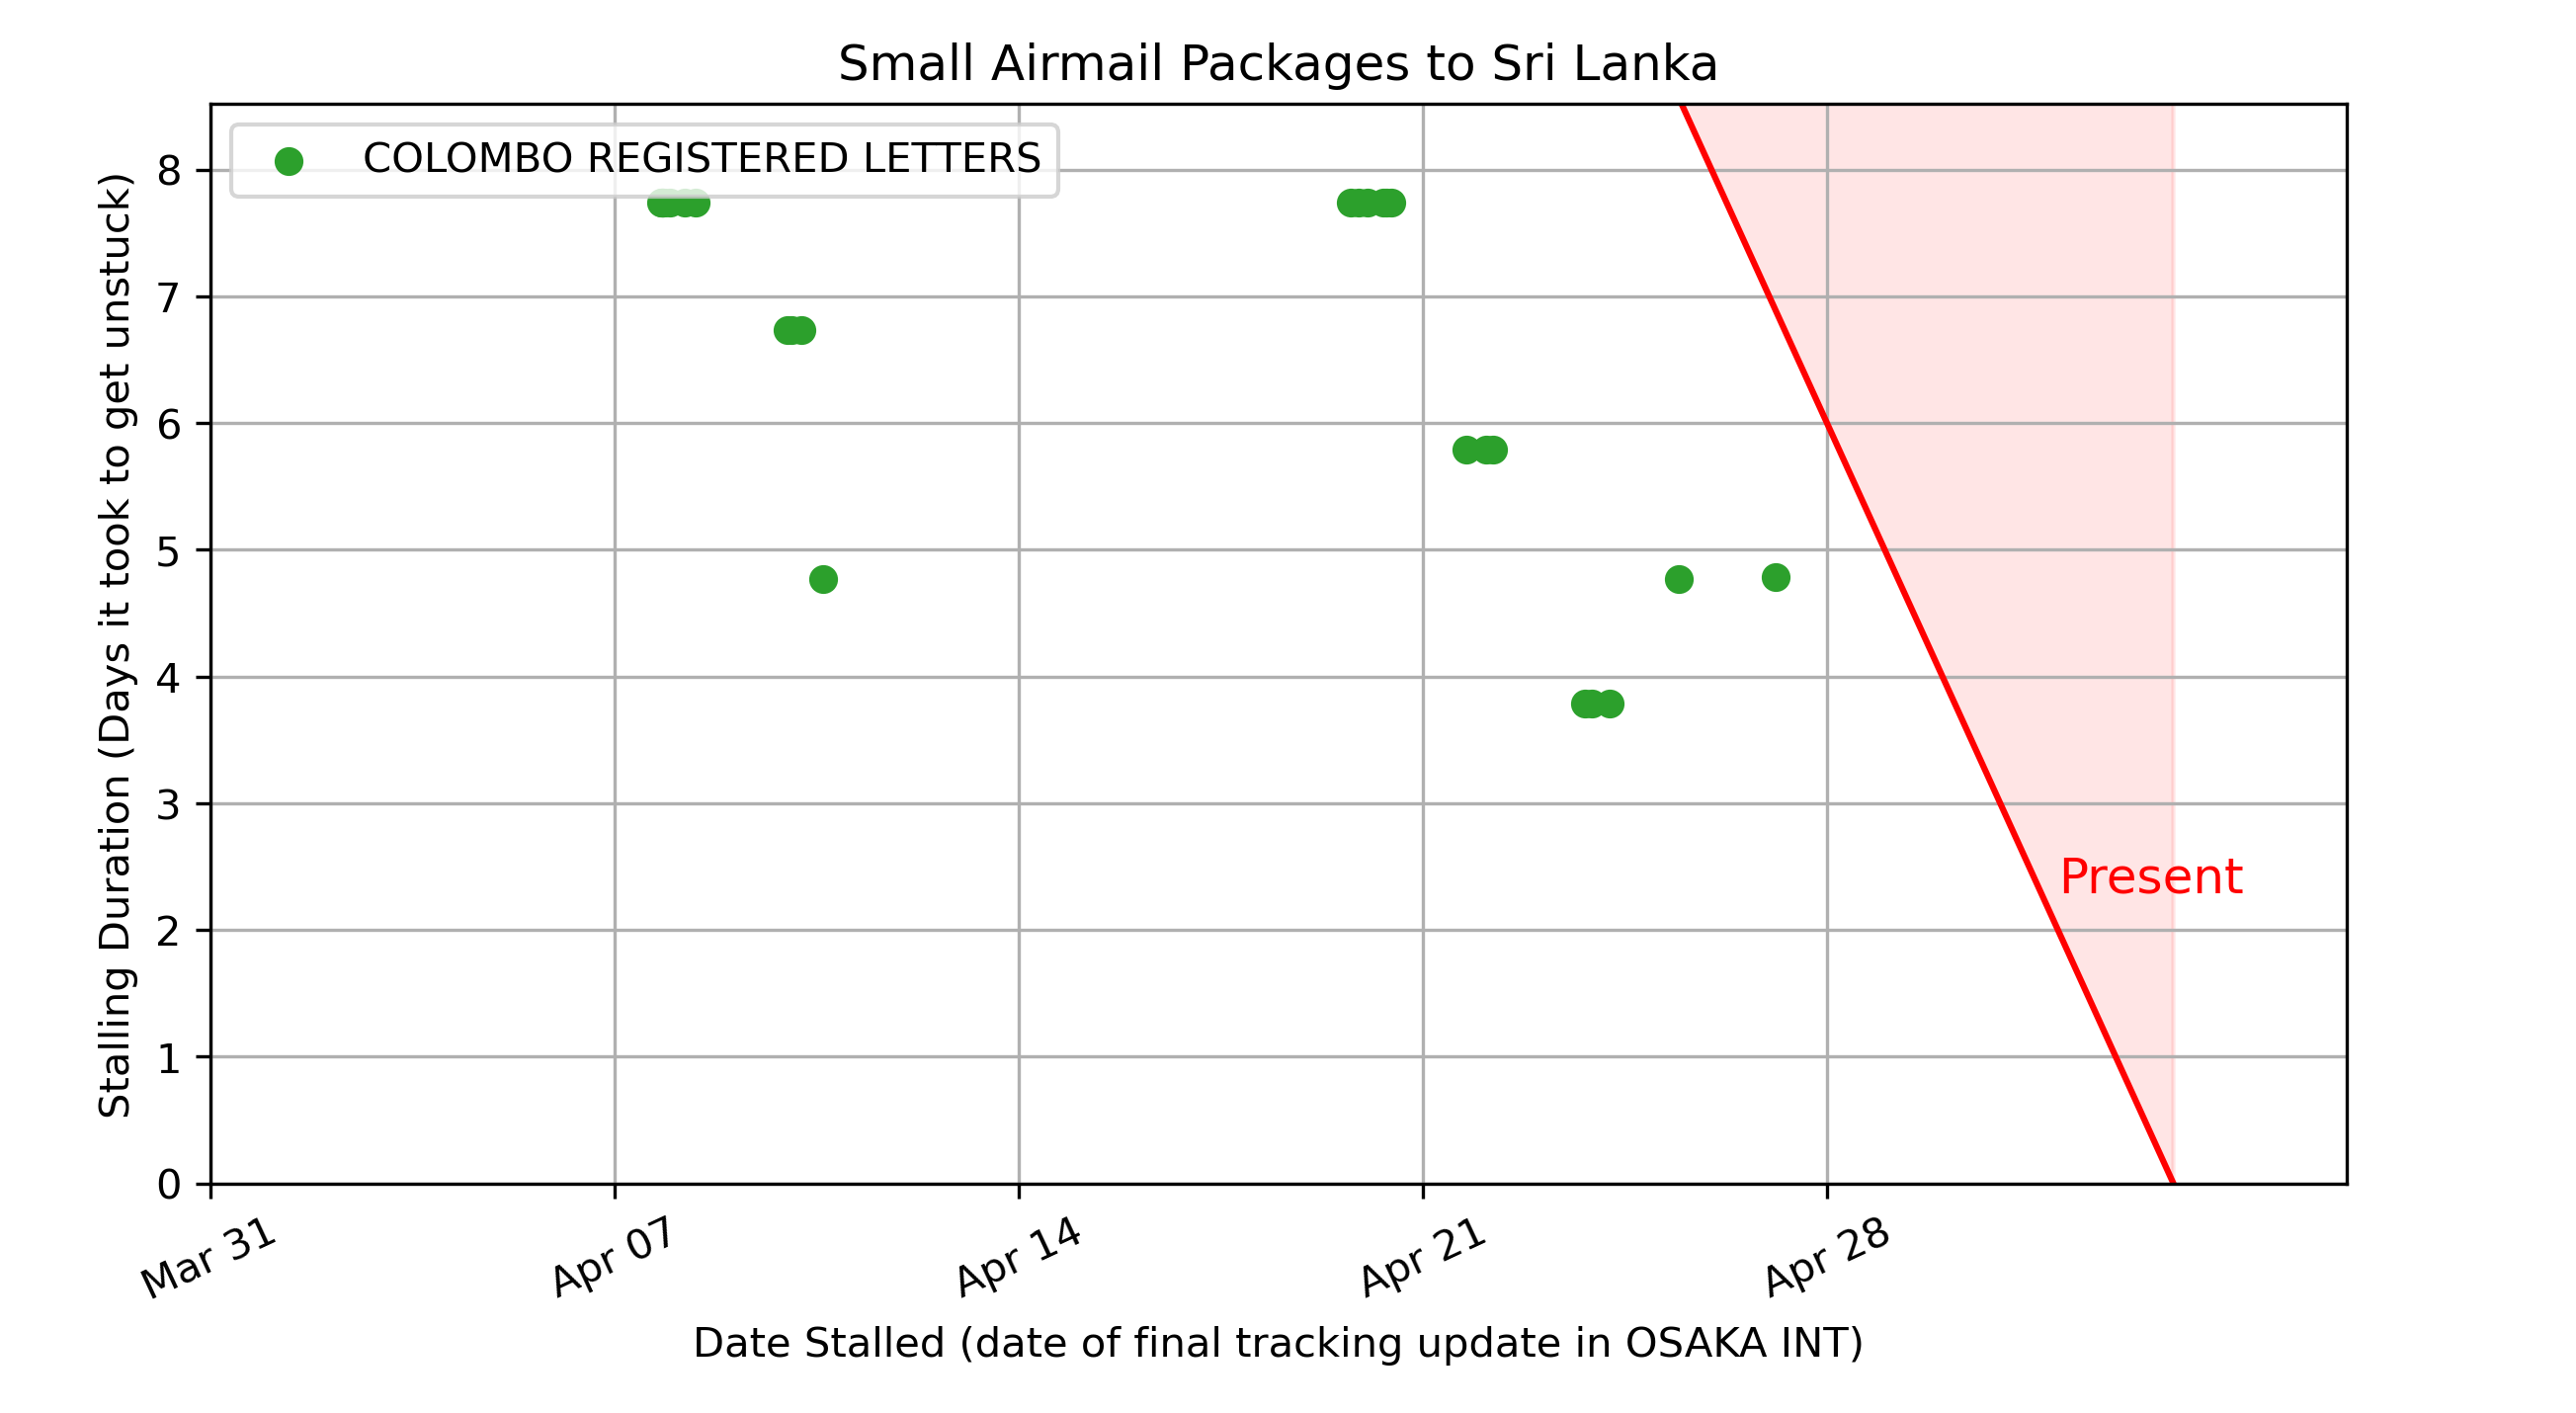 Small Airmail Packages to Sri Lanka
COLOMBO REGISTERED LETTERS
Stalling Duration (Days it took to get unstuck)
8
7
6
5
4
3
2
1
0
Present
Mar 31
Apr 07
Apr 14
Apr 21
Apr 28
Date Stalled (date of final tracking update in OSAKA INT)